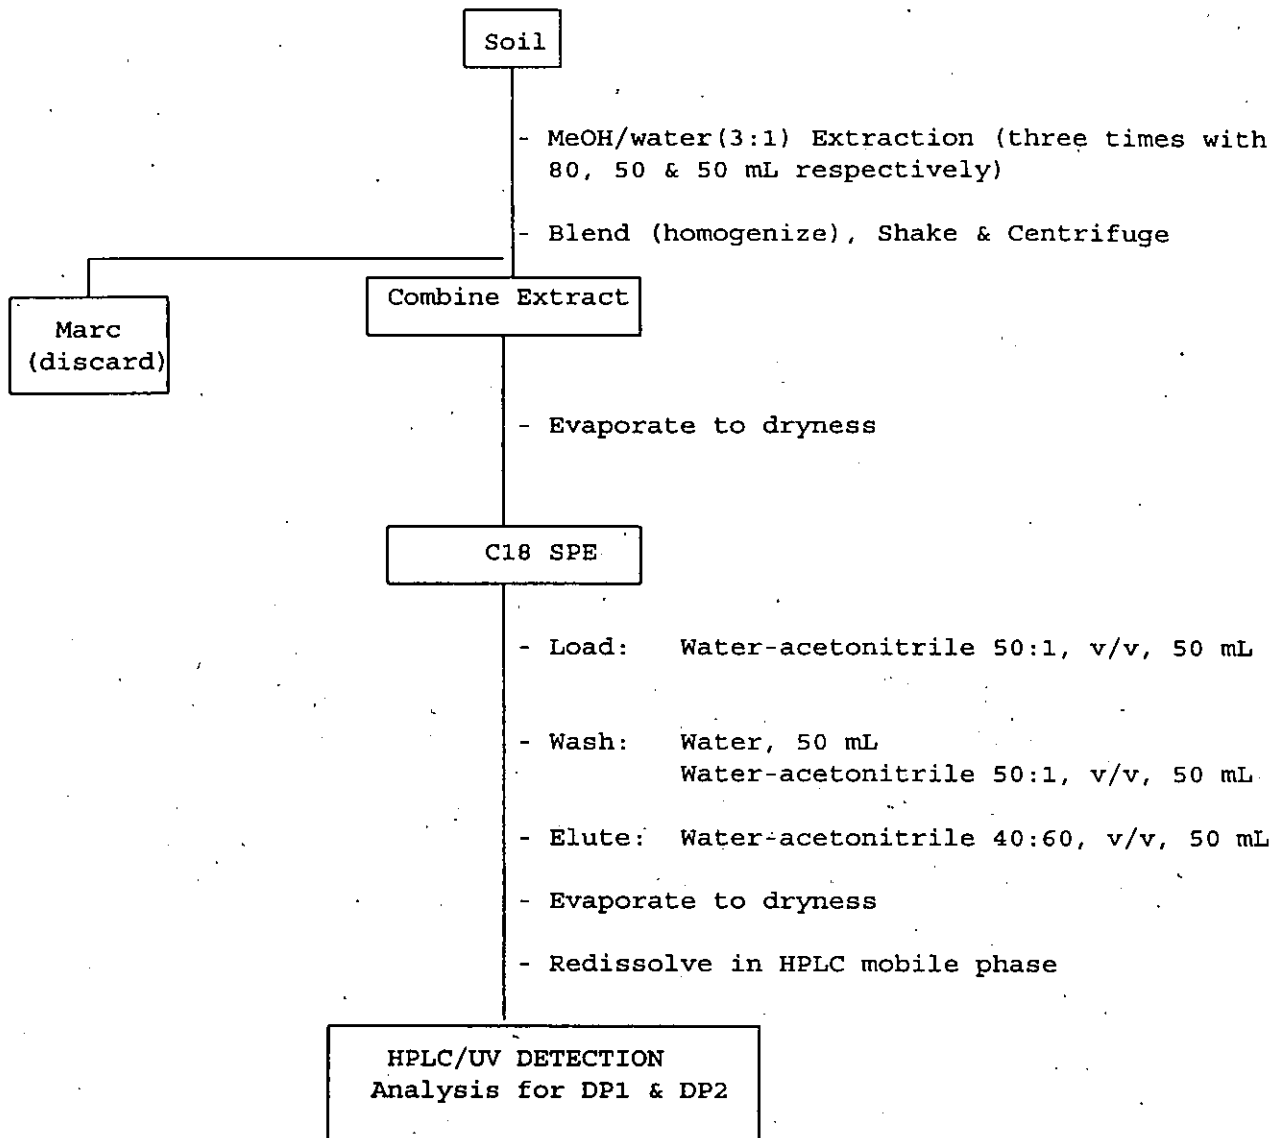 Soil
- MeOH/water(3:1) Extraction (three times with
80, 50 & 50 mL respectively)
- Blend (homogenize), Shake & Centrifuge
Combine Extract
Marc
(discard)
- Evaporate to dryness
C18 SPE
- Load: Water-acetonitrile 50:1, v/v, 50 mL
- Wash: Water, 50 mL
Water-acetonitrile 50:1, v/v, 50 mL
- Elute: Water-acetonitrile 40:60, v/v, 50 mL
- Evaporate to dryness
- Redissolve in HPLC mobile phase
HPLC/UV DETECTION
Analysis for DP1 & DP2